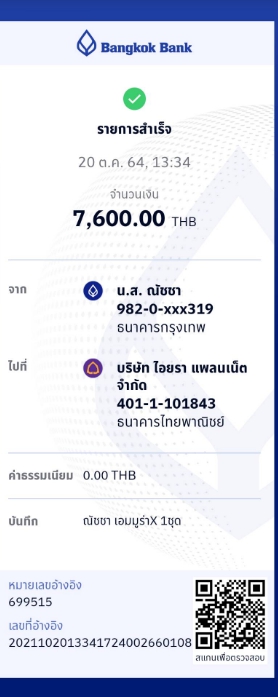 Bangkok Bank
รายการสำเร็จ
20 ต.ค. 64, 13:34
จำนวนเงิน
7,600.00 THB
จาก
น.ส. ณัชชา
982-0-xxx319
ธนาคารกรุงเทพ
ไปที่
บริษัท ไอยรา แพลนเน็ต
จำกัด
401-1-101843
ธนาคารไทยพาณิชย์
ค่าธรรมเนียม 0.00 THB
บันทึก ณัชชา เอมมูร่าX 1ชุด
หมายเลขอ้างอิง
699515
เลขที่อ้างอิง
2021102013341724002660108
สแกนเพื่อตรวจสอบ